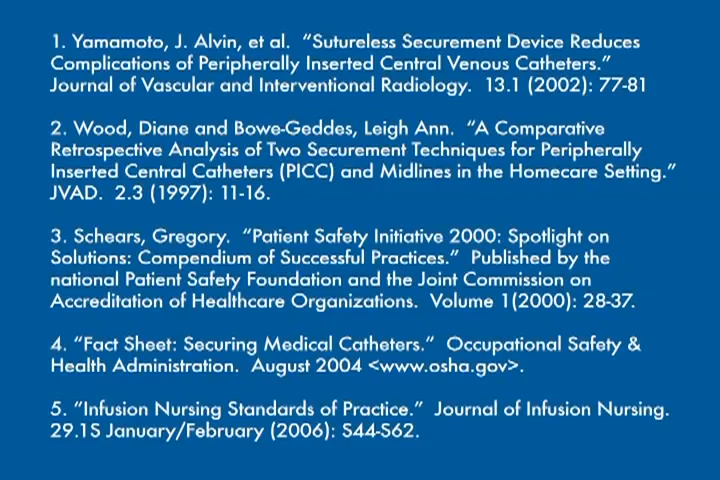 1. Yamamoto, J. Alvin, et al.  "Sutureless Securement Device Reduces
Complications of Peripherally Inserted Central Venous Catheters."
Journal of Vascular and Interventional Radiology.  13.1 (2002): 77-81
2. Wood, Diane and Bowe-Geddes, Leigh Ann.  "A Comparative
Retrospective Analysis of Two Securement Techniques for Peripherally
Inserted Central Catheters (PICC) and Midlines in the Homecare Setting."
JVAD.  2.3 (1997): 11-16.
3. Schears, Gregory.  "Patient Safety Initiative 2000: Spotlight on
Solutions: Compendium of Successful Practices."  Published by the
national Patient Safety Foundation and the Joint Commission on
Accreditation of Healthcare Organizations.  Volume 1(2000): 28-37.
4. "Fact Sheet: Securing Medical Catheters."  Occupational Safety &
Health Administration.  August 2004 <www.osha.gov>.
5. "Infusion Nursing Standards of Practice."  Journal of Infusion Nursing.
29.1S January/February (2006): S44-S62.